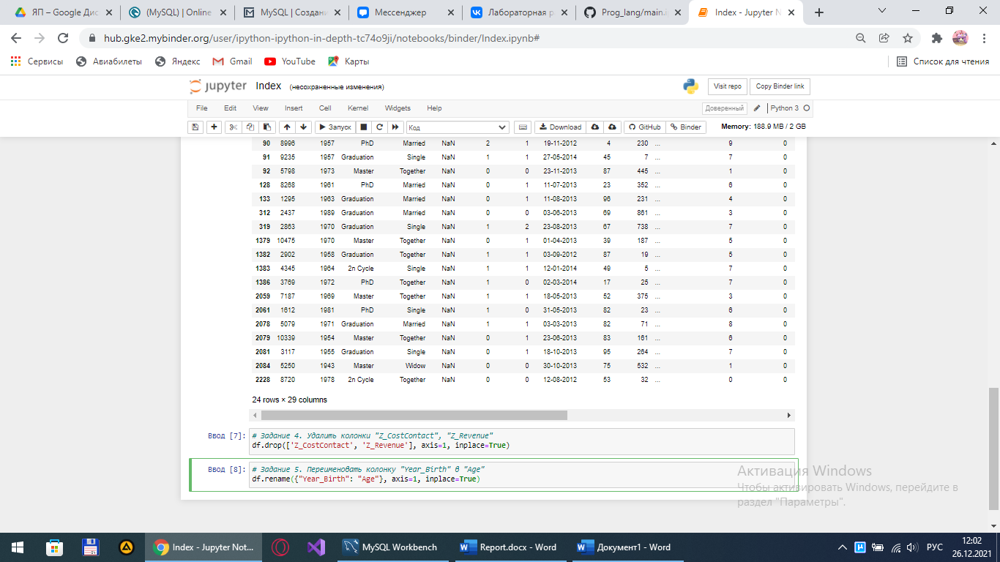 ЯП – Google Дис
(MySQL) | Online
MySQL | Создани
Мессенджер
Лабораторная р
Prog_lang/main.i
Index - Jupyter N
hub.gke2.mybinder.org/user/ipython-ipython-in-depth-tc74o9ji/notebooks/binder/Index.ipynb#
Сервисы Авиабилеты Яндекс Gmail YouTube Карты Список для чтения
jupyter Index (несохраненные изменения) Visit repo Copy Binder link
File Edit View Insert Cell Kernel Widgets Help Доверенный Python 3
Запуск Код Download GitHub Binder Memory: 188.9 MB / 2 GB
90 8996 1957 PhD Married NaN 2 1 19-11-2012 4 230 ... 9 0
91 9235 1957 Graduation Single NaN 1 1 27-05-2014 45 7 ... 7 0
92 5798 1973 Master Together NaN 0 0 23-11-2013 87 445 ... 1 0
128 8268 1961 PhD Married NaN 0 1 11-07-2013 23 352 ... 6 0
133 1295 1963 Graduation Married NaN 0 1 11-08-2013 96 231 ... 4 0
312 2437 1989 Graduation Married NaN 0 0 03-06-2013 69 861 ... 3 0
319 2863 1970 Graduation Single NaN 1 2 23-08-2013 67 738 ... 7 0
1379 10475 1970 Master Together NaN 0 1 01-04-2013 39 187 ... 5 0
1382 2902 1958 Graduation Together NaN 1 1 03-09-2012 87 19 ... 5 0
1383 4345 1964 2n Cycle Single NaN 1 1 12-01-2014 49 5 ... 7 0
1386 3769 1972 PhD Together NaN 1 0 02-03-2014 17 25 ... 7 0
2059 7187 1969 Master Together NaN 1 1 18-05-2013 52 375 ... 3 0
2061 1612 1981 PhD Single NaN 1 0 31-05-2013 82 23 ... 6 0
2078 5079 1971 Graduation Married NaN 1 1 03-03-2013 82 71 ... 8 0
2079 10339 1954 Master Together NaN 0 1 23-06-2013 83 161 ... 6 0
2081 3117 1955 Graduation Single NaN 0 1 18-10-2013 95 264 ... 7 0
2084 5250 1943 Master Widow NaN 0 0 30-10-2013 75 532 ... 1 0
2228 8720 1978 2n Cycle Together NaN 0 0 12-08-2012 53 32 ... 0 0
24 rows × 29 columns
Ввод [7]: # Задание 4. Удалить колонки "Z_CostContact", "Z_Revenue"
df.drop(['Z_CostContact', 'Z_Revenue'], axis=1, inplace=True)
Ввод [8]: # Задание 5. Переименовать колонку "Year_Birth" в "Age"
df.rename({"Year_Birth": "Age"}, axis=1, inplace=True)
Активация Windows
Чтобы активировать Windows, перейдите в
раздел "Параметры".
Index - Jupyter Not... MySQL Workbench Report.docx - Word Документ1 - Word РУС 12:02
26.12.2021